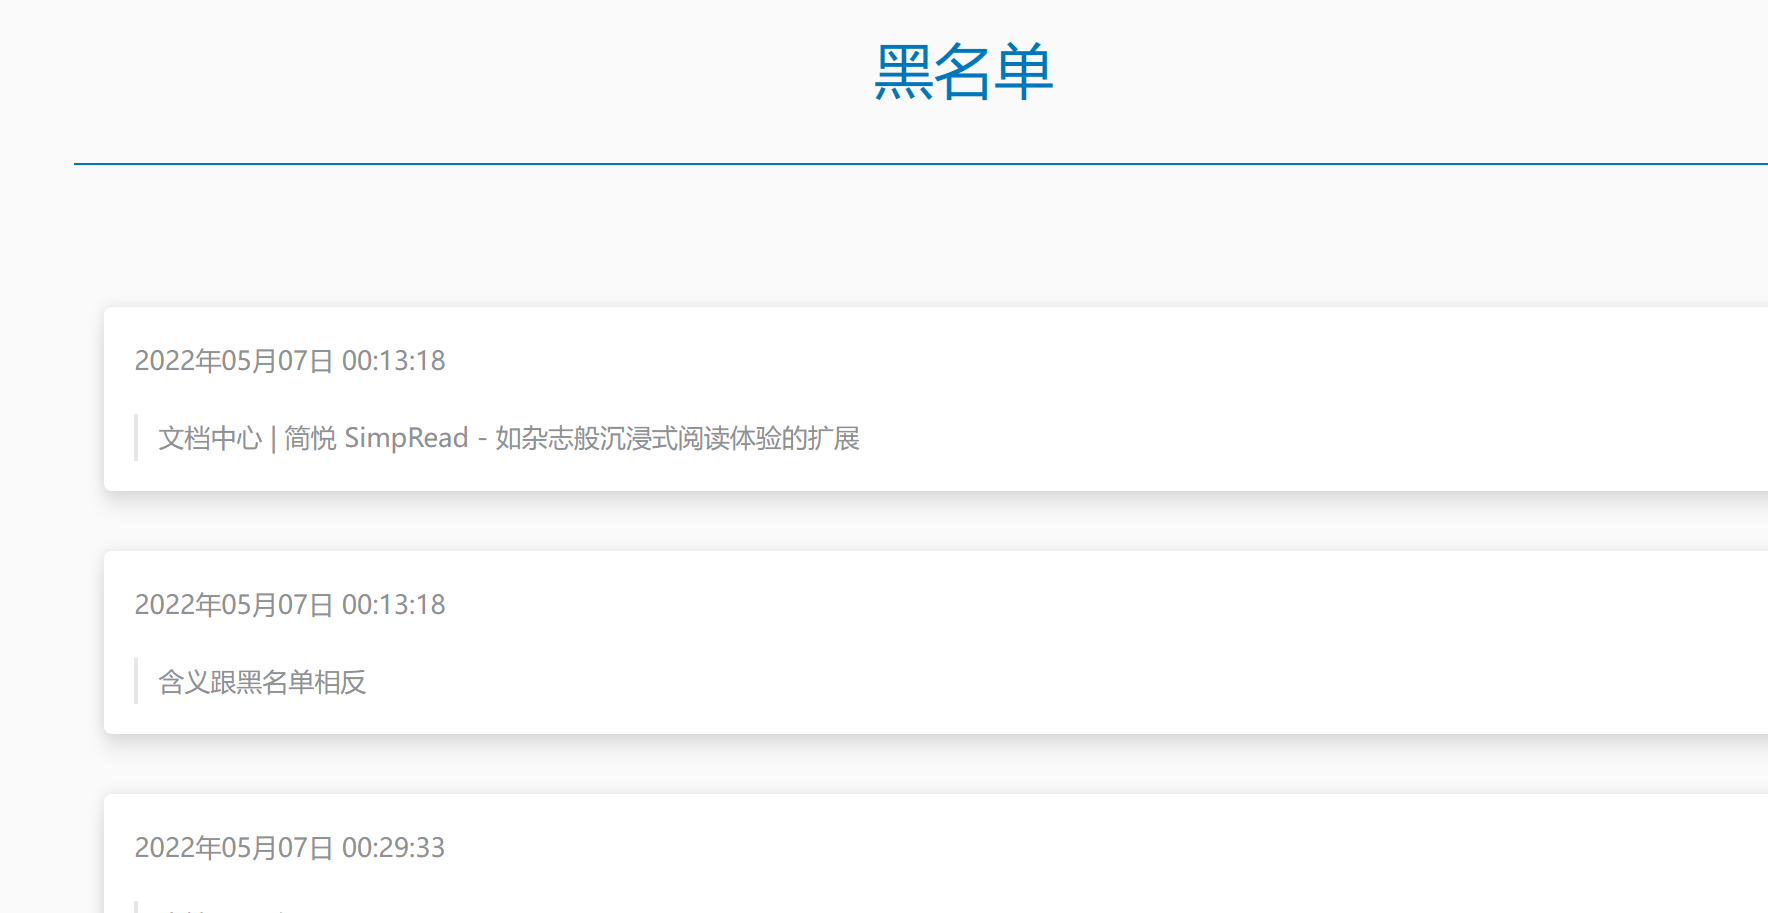 黑名单
2022年05月07日 00:13:18
文档中心 | 简悦 SimpRead - 如杂志般沉浸式阅读体验的扩展
2022年05月07日 00:13:18
含义跟黑名单相反
2022年05月07日 00:29:33